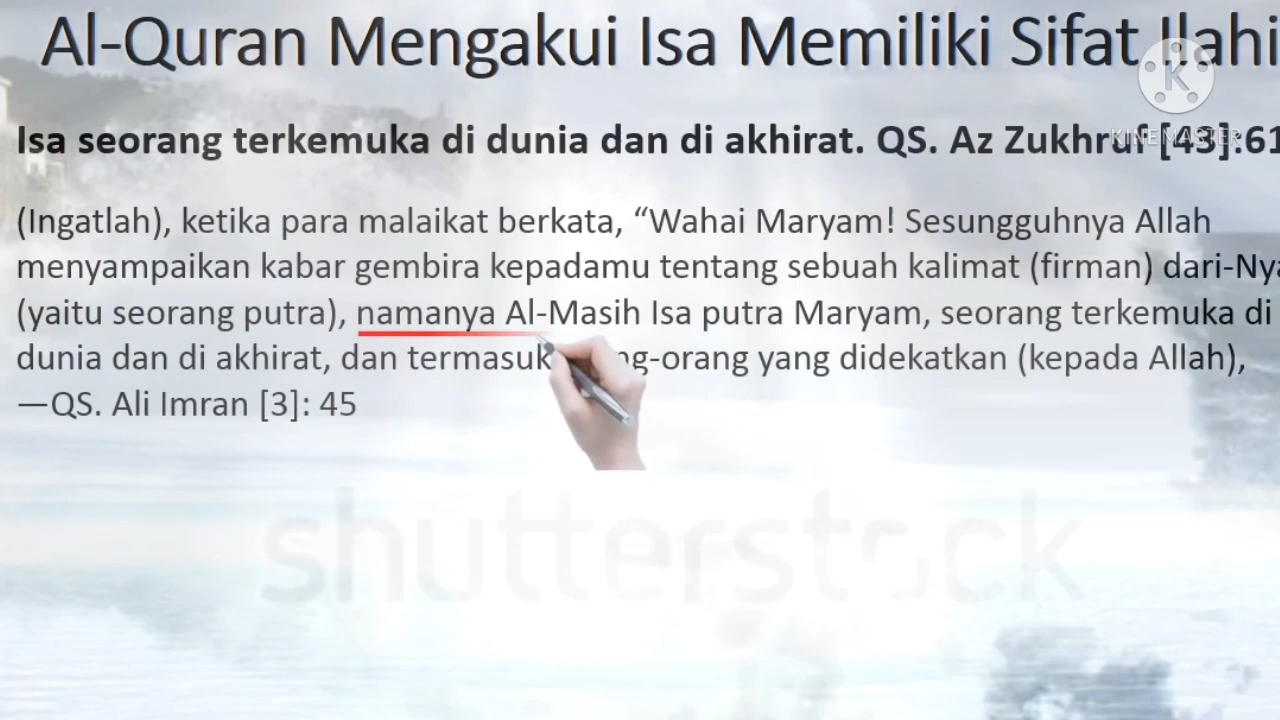 Al-Quran Mengakui Isa Memiliki Sifat Ilahi
KINEMASTER
Isa seorang terkemuka di dunia dan di akhirat. QS. Az Zukhruf [43]:61
(Ingatlah), ketika para malaikat berkata, “Wahai Maryam! Sesungguhnya Allah
menyampaikan kabar gembira kepadamu tentang sebuah kalimat (firman) dari-Nya
(yaitu seorang putra), namanya Al-Masih Isa putra Maryam, seorang terkemuka di
dunia dan di akhirat, dan termasuk ng-orang yang didekatkan (kepada Allah),
—QS. Ali Imran [3]: 45
shutterstock